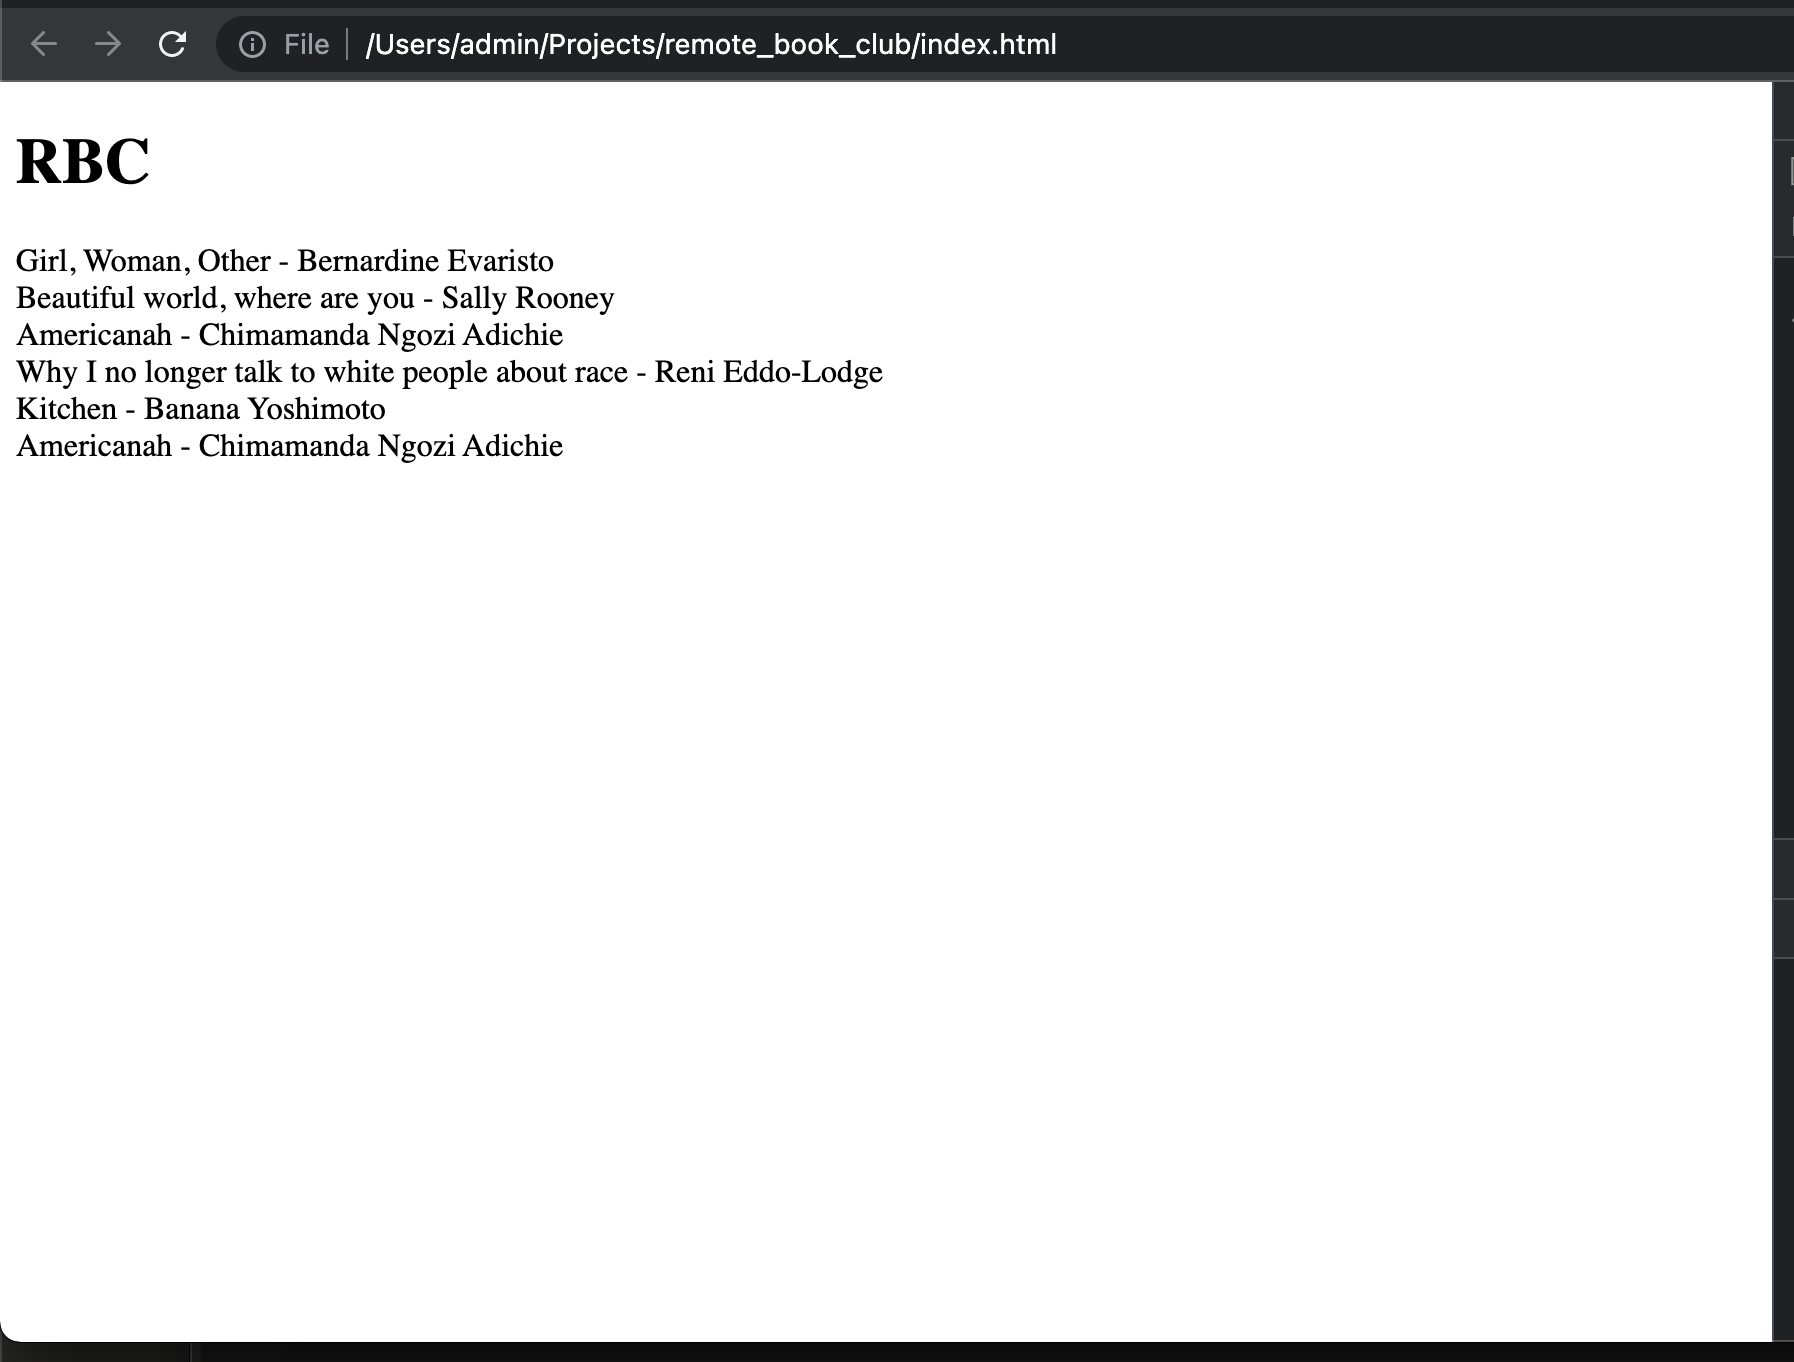 File /Users/admin/Projects/remote_book_club/index.html
RBC
Girl, Woman, Other - Bernardine Evaristo
Beautiful world, where are you - Sally Rooney
Americanah - Chimamanda Ngozi Adichie
Why I no longer talk to white people about race - Reni Eddo-Lodge
Kitchen - Banana Yoshimoto
Americanah - Chimamanda Ngozi Adichie